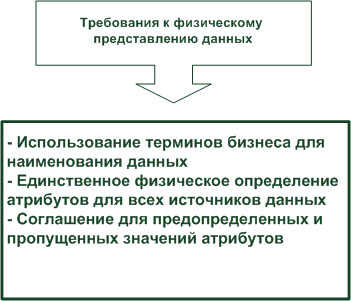 Требования к физическому
представлению данных
- Использование терминов бизнеса для
наименования данных
- Единственное физическое определение
атрибутов для всех источников данных
- Соглашение для предопределенных и
пропущенных значений атрибутов